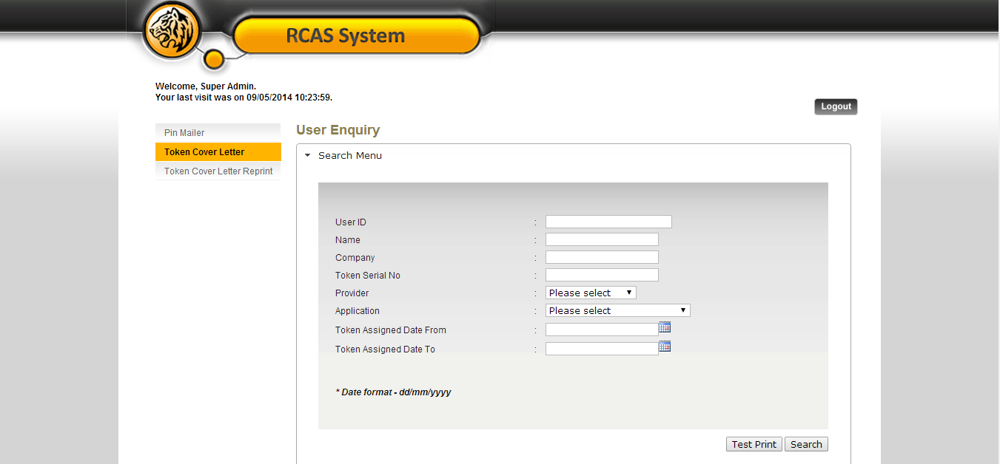 RCAS System
Welcome, Super Admin.
Your last visit was on 09/05/2014 10:23:59.
Logout
Pin Mailer
Token Cover Letter
Token Cover Letter Reprint
User Enquiry
Search Menu
User ID :
Name :
Company :
Token Serial No :
Provider : Please select
Application : Please select
Token Assigned Date From :
Token Assigned Date To :
* Date format - dd/mm/yyyy
Test Print Search